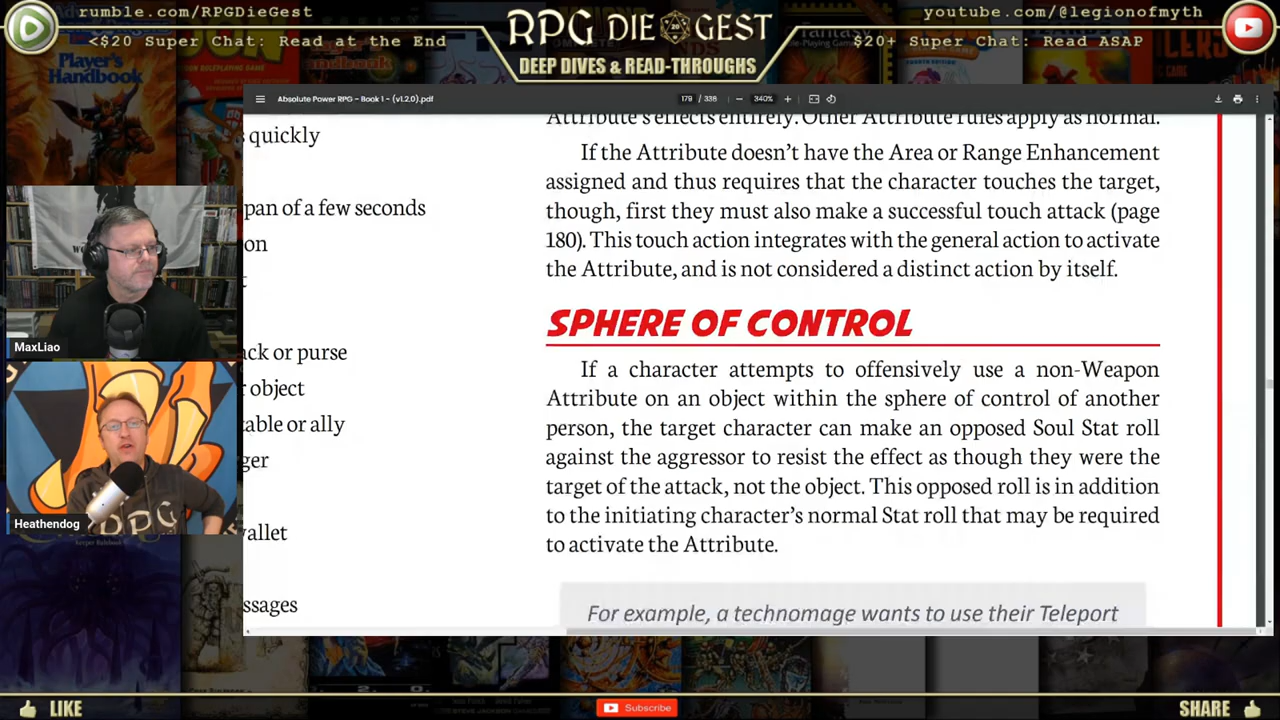 rumble.com/RPGDieGest
<$20 Super Chat: Read at the End
RPG DIE GEST
DEEP DIVES & READ-THROUGHS
youtube.com/@legionofmyth
$20+ Super Chat: Read ASAP
Player's
Handbook
Absolute Power RPG - Book 1 - (v1.2.0).pdf
179 / 338
340%
s quickly
pan of a few seconds
on
t
ack or purse
r object
table or ally
ger
vallet
ssages
Attribute's effects entirely. Other Attribute rules apply as normal.
If the Attribute doesn't have the Area or Range Enhancement
assigned and thus requires that the character touches the target,
though, first they must also make a successful touch attack (page
180). This touch action integrates with the general action to activate
the Attribute, and is not considered a distinct action by itself.
SPHERE OF CONTROL
If a character attempts to offensively use a non-Weapon
Attribute on an object within the sphere of control of another
person, the target character can make an opposed Soul Stat roll
against the aggressor to resist the effect as though they were the
target of the attack, not the object. This opposed roll is in addition
to the initiating character's normal Stat roll that may be required
to activate the Attribute.
For example, a technomage wants to use their Teleport
MaxLiao
Heathendog
LIKE
Subscribe
SHARE